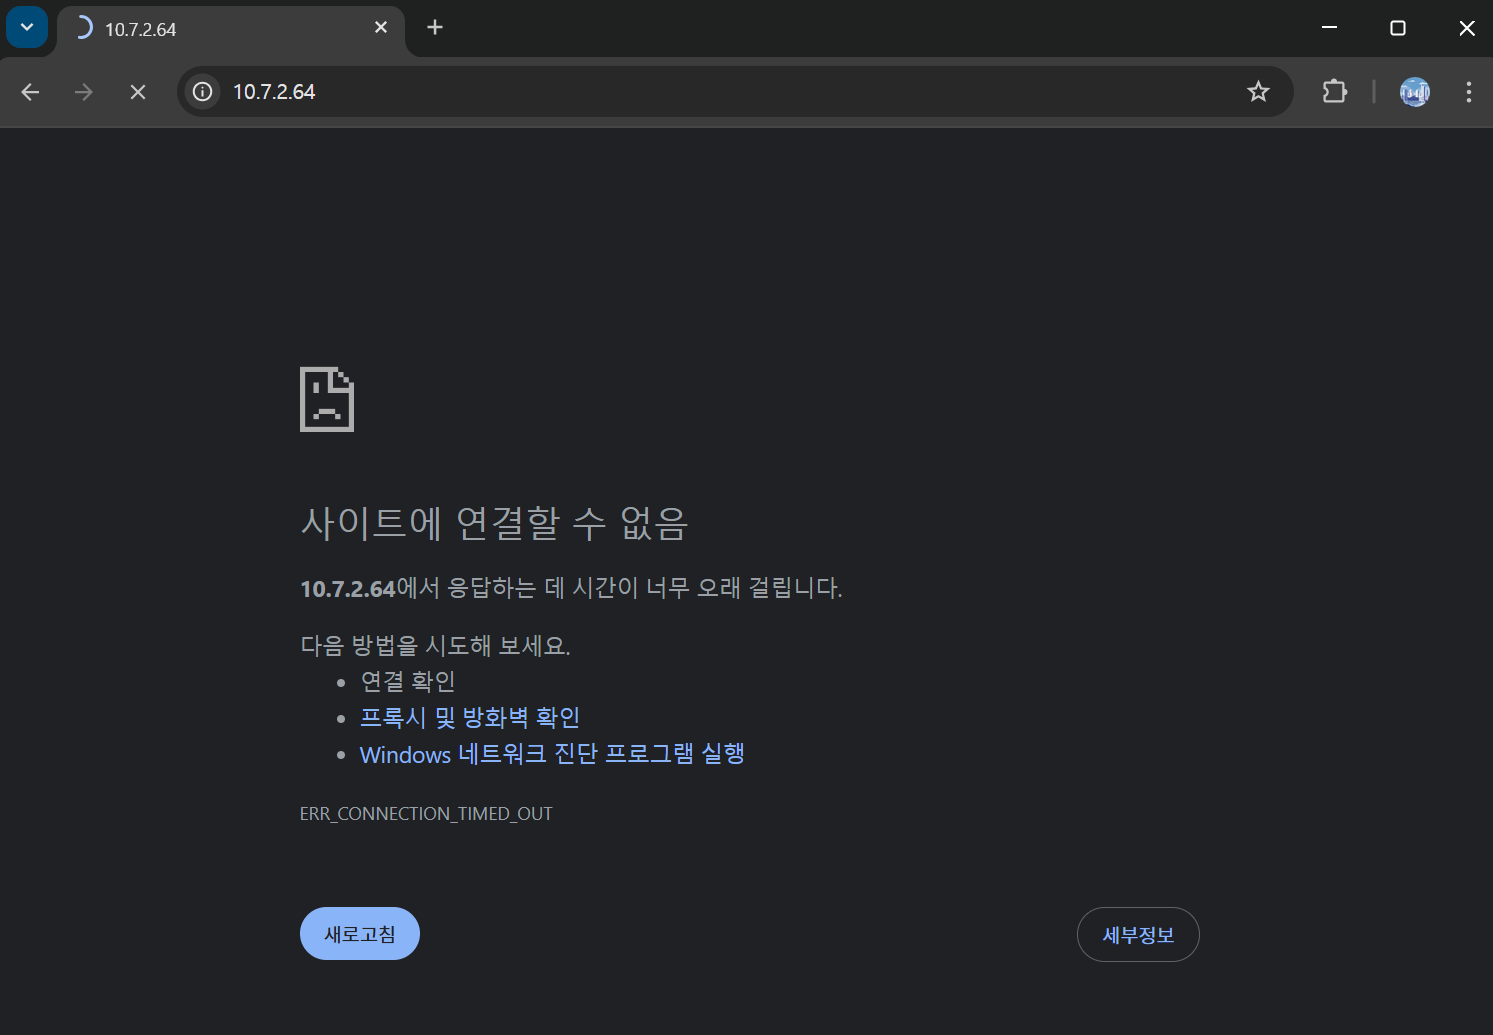 10.7.2.64
10.7.2.64
사이트에 연결할 수 없음
10.7.2.64에서 응답하는 데 시간이 너무 오래 걸립니다.
다음 방법을 시도해 보세요.
연결 확인
프록시 및 방화벽 확인
Windows 네트워크 진단 프로그램 실행
ERR_CONNECTION_TIMED_OUT
새로고침
세부정보